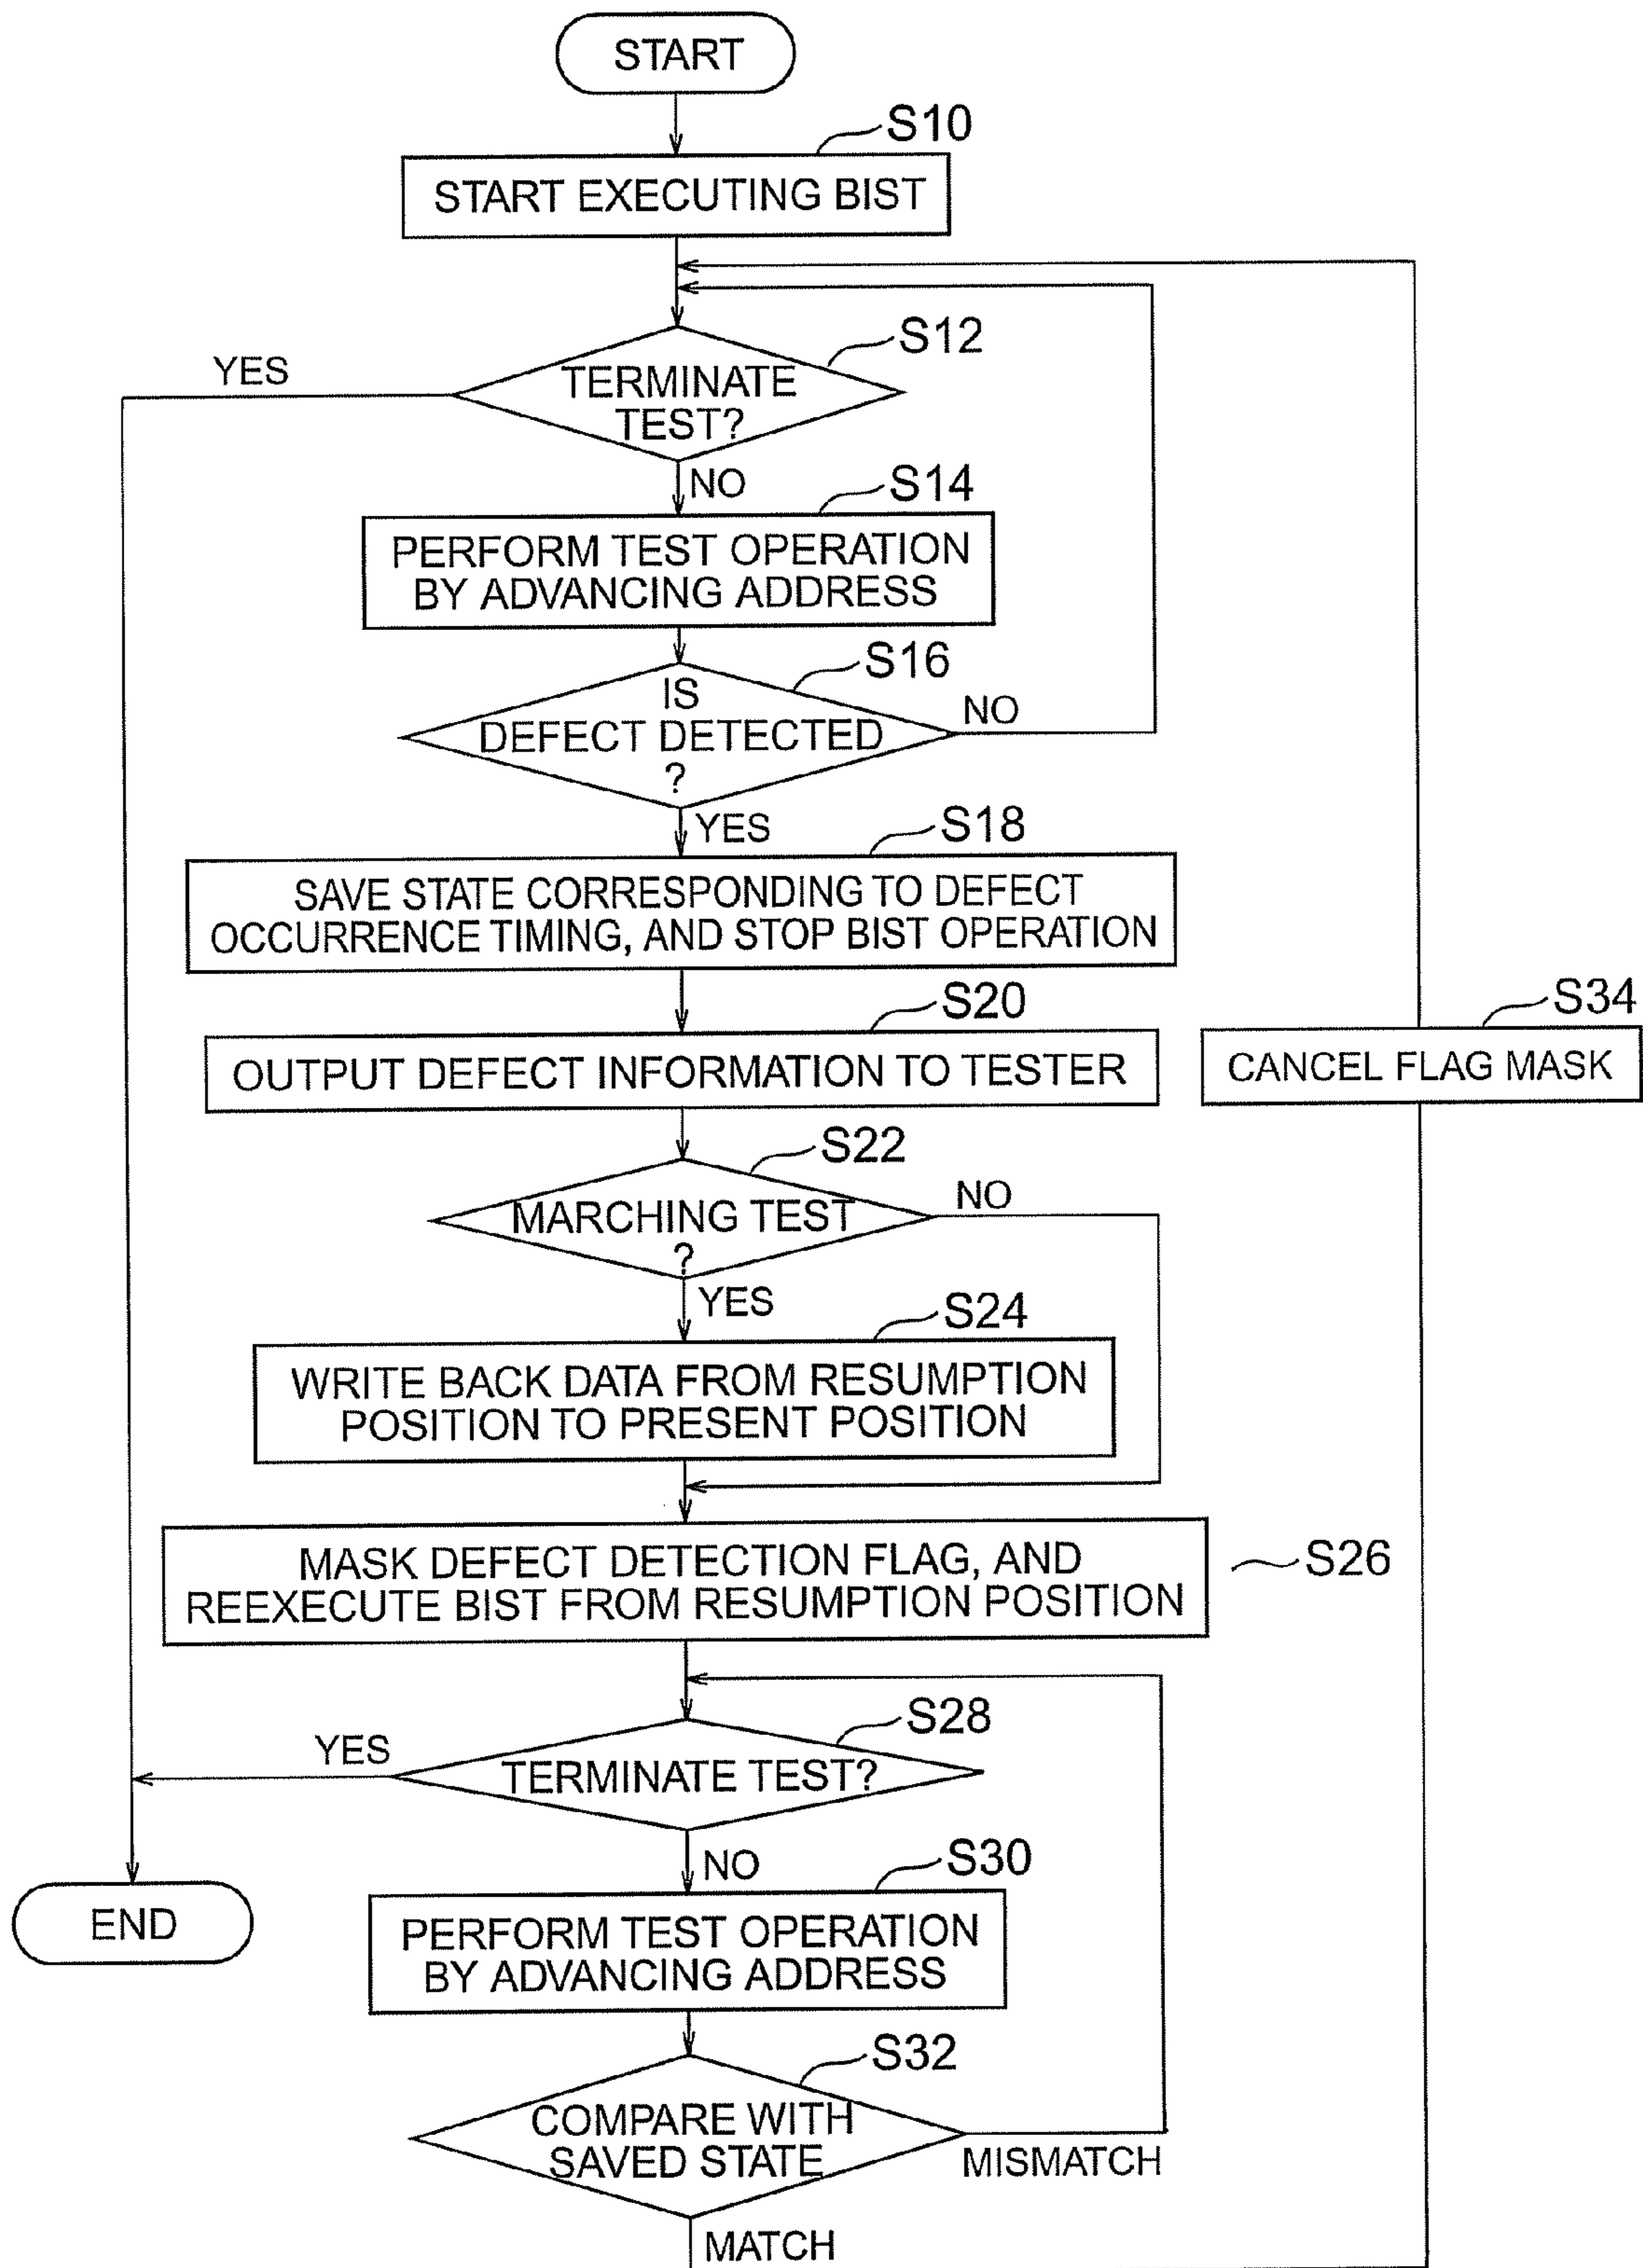 START
S10
START EXECUTING BIST
S12
YES
TERMINATE
TEST?
NO
S14
PERFORM TEST OPERATION
BY ADVANCING ADDRESS
S16
IS
DEFECT DETECTED
?
NO
YES
S18
SAVE STATE CORRESPONDING TO DEFECT
OCCURRENCE TIMING, AND STOP BIST OPERATION
S20
OUTPUT DEFECT INFORMATION TO TESTER
S34
CANCEL FLAG MASK
S22
MARCHING TEST
?
NO
YES
S24
WRITE BACK DATA FROM RESUMPTION
POSITION TO PRESENT POSITION
MASK DEFECT DETECTION FLAG, AND
REEXECUTE BIST FROM RESUMPTION POSITION
S26
S28
YES
TERMINATE TEST?
NO
S30
END
PERFORM TEST OPERATION
BY ADVANCING ADDRESS
S32
COMPARE WITH
SAVED STATE
MISMATCH
MATCH